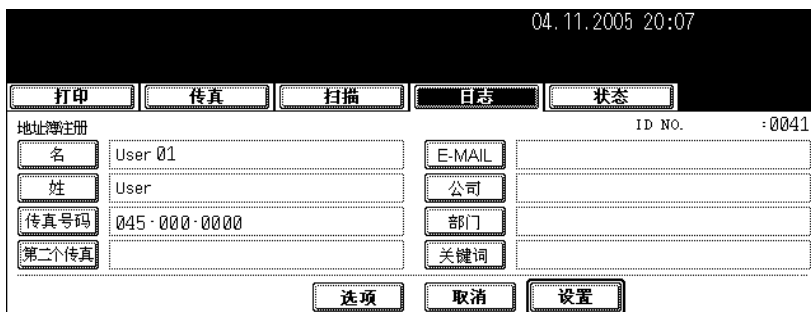 04.11.2005 20:07
打印 传真 扫描 日志 状态
地址簿注册 ID NO. :0041
名 User 01 E-MAIL
姓 User 公司
传真号码 045-000-0000 部门
第二个传真 关键词
选项 取消 设置